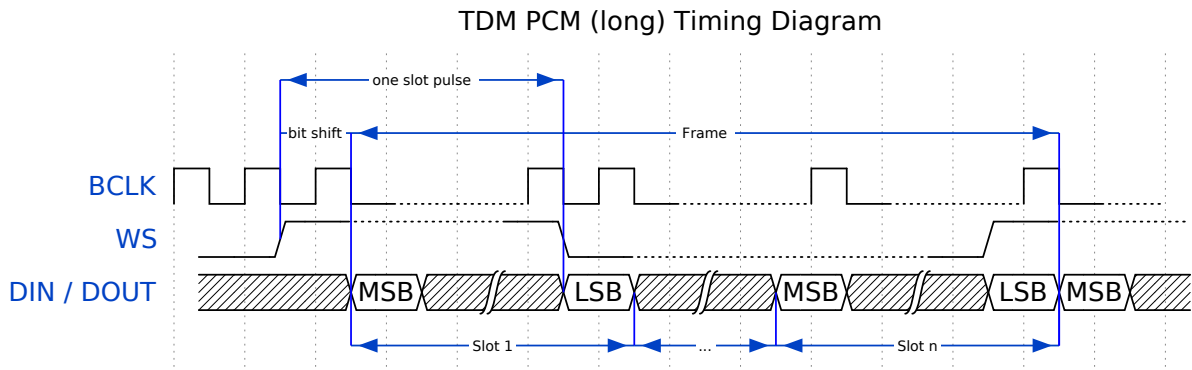 TDM PCM (long) Timing Diagram
one slot pulse
bit shift
Frame
BCLK
WS
DIN / DOUT
MSB
LSB
MSB
LSB
MSB
Slot 1
...
Slot n